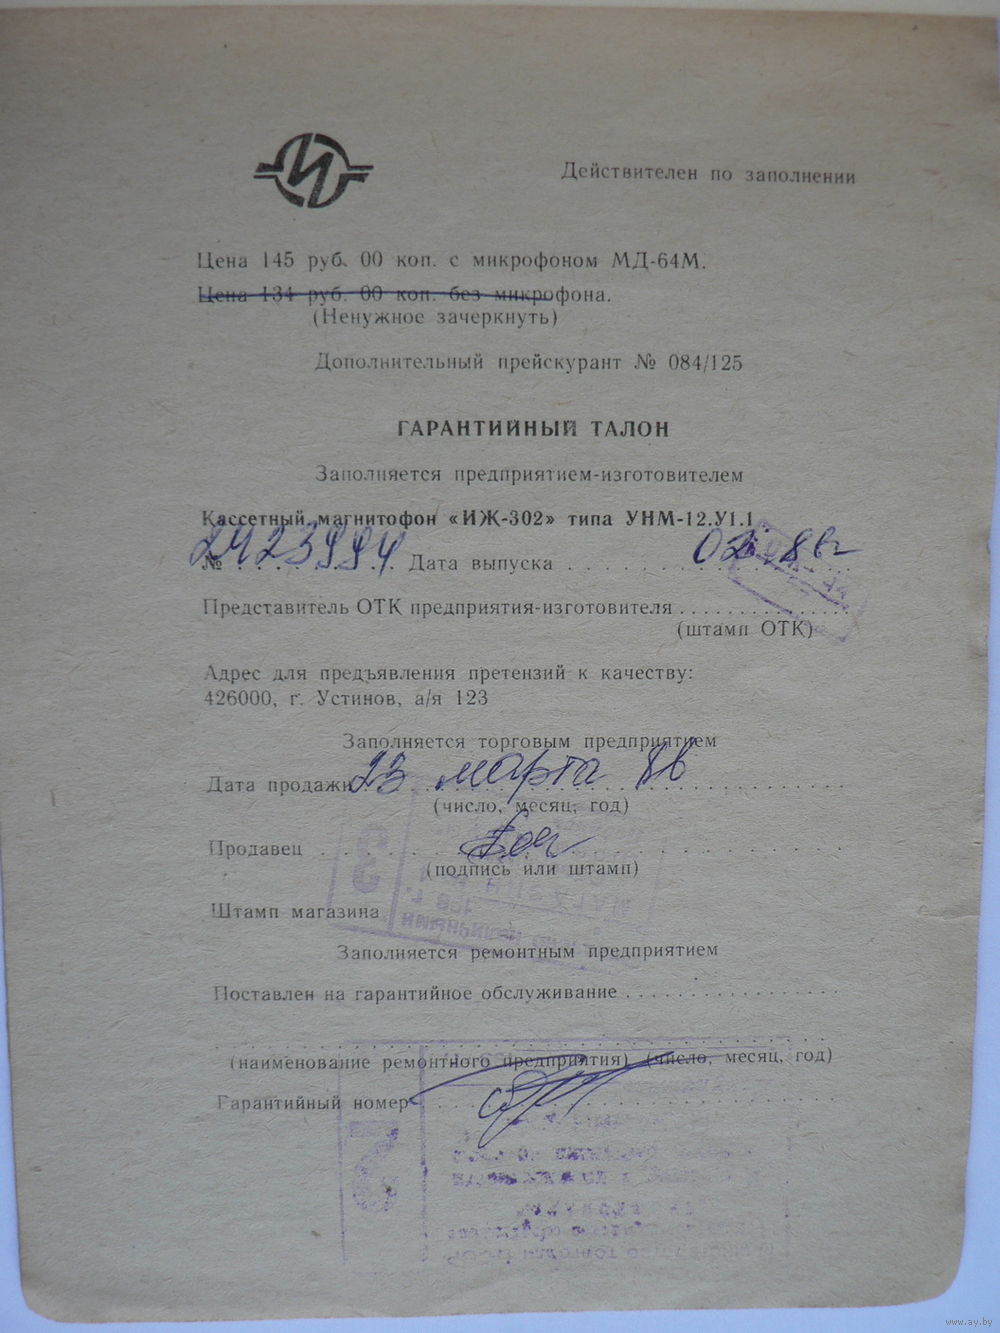 Действителен по заполнении
Цена 145 руб. 00 коп. с микрофоном МД-64М.
Цена 134 руб. 00 коп. без микрофона.
(Ненужное зачеркнуть)
Дополнительный прейскурант № 084/125
ГАРАНТИЙНЫЙ ТАЛОН
Заполняется предприятием-изготовителем
Кассетный магнитофон «ИЖ-302» типа УНМ-12.У1.1
№ Дата выпуска 02
Представитель ОТК предприятия-изготовителя
(штамп ОТК)
Адрес для предъявления претензий к качеству:
426000, г. Устинов, а/я 123
Заполняется торговым предприятием
Дата продажи 23 марта
(число, месяц, год)
Продавец
(подпись или штамп)
Штамп магазина
Заполняется ремонтным предприятием
Поставлен на гарантийное обслуживание
(наименование ремонтного предприятия) (число, месяц, год)
Гарантийный номер
www.ay.by